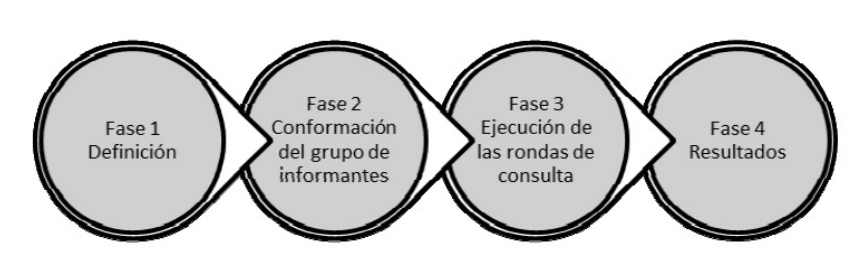 Fase 1
Definición
Fase 2
Conformación
del grupo de
informantes
Fase 3
Ejecución de
las rondas de
consulta
Fase 4
Resultados